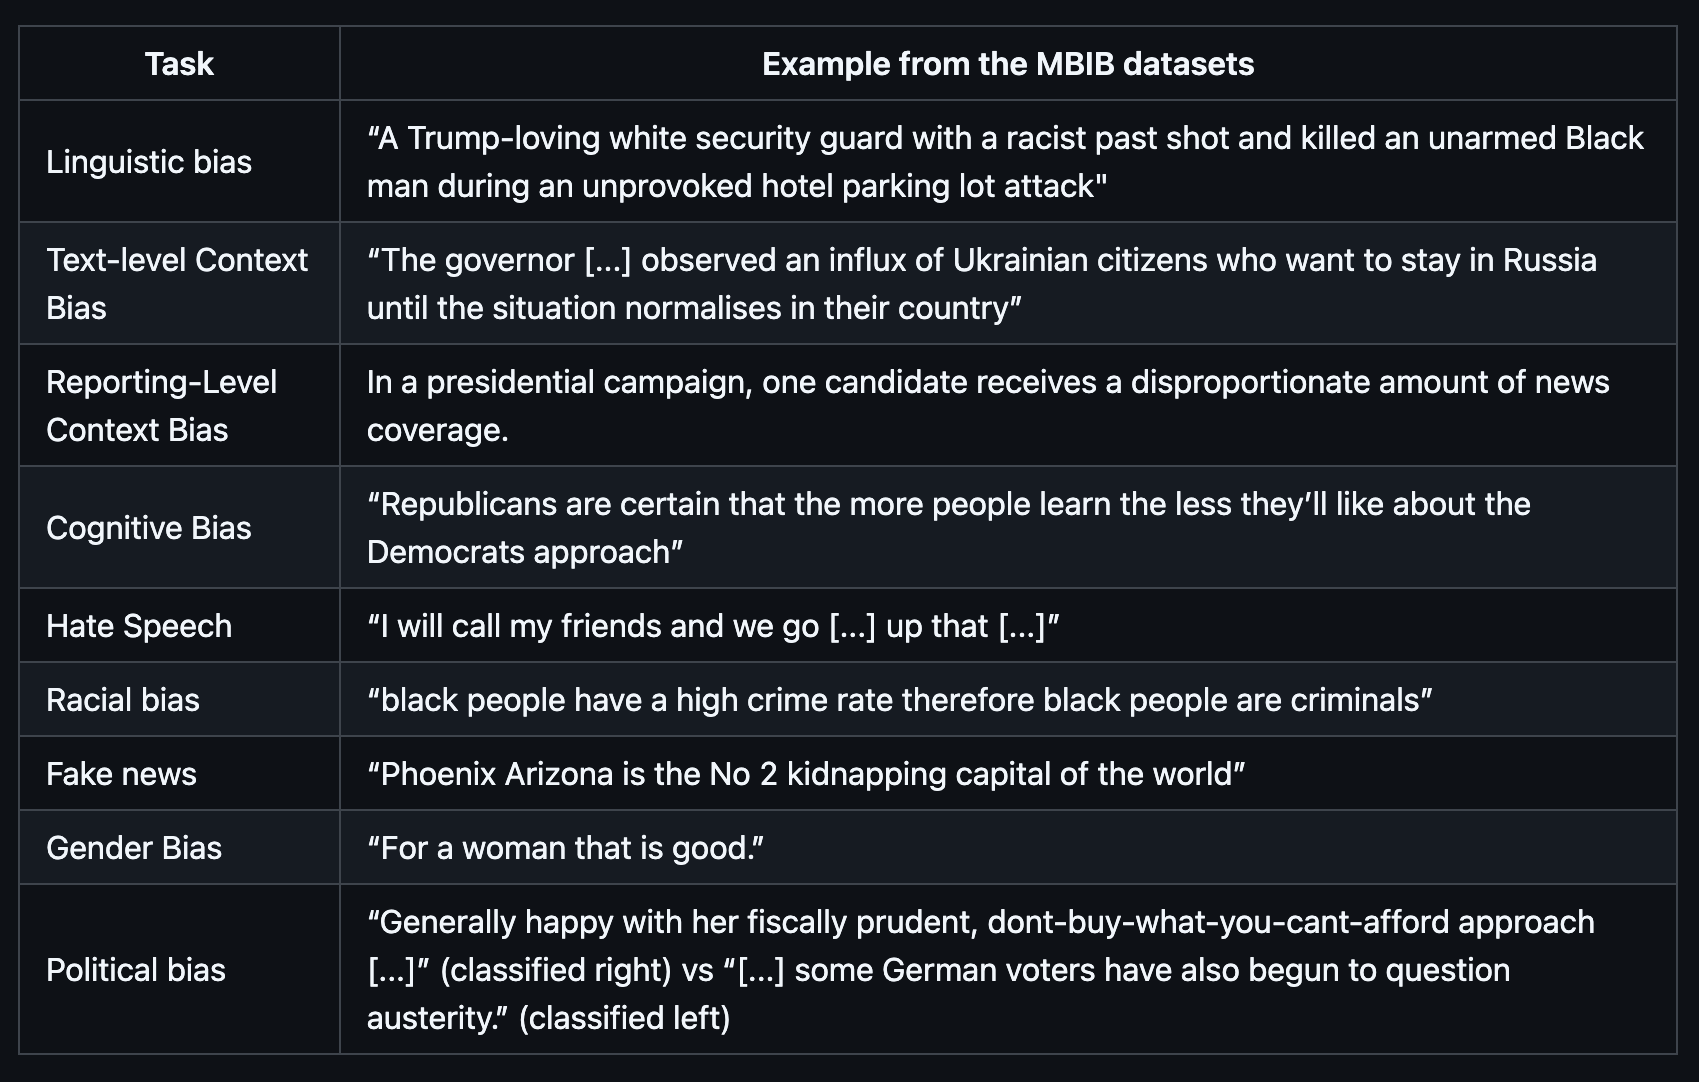 Task
Example from the MBIB datasets
Linguistic bias
“A Trump-loving white security guard with a racist past shot and killed an unarmed Black
man during an unprovoked hotel parking lot attack"
Text-level Context
Bias
“The governor [...] observed an influx of Ukrainian citizens who want to stay in Russia
until the situation normalises in their country”
Reporting-Level
Context Bias
In a presidential campaign, one candidate receives a disproportionate amount of news
coverage.
Cognitive Bias
“Republicans are certain that the more people learn the less they’ll like about the
Democrats approach”
Hate Speech
“I will call my friends and we go [...] up that [...]”
Racial bias
“black people have a high crime rate therefore black people are criminals”
Fake news
“Phoenix Arizona is the No 2 kidnapping capital of the world”
Gender Bias
“For a woman that is good.”
Political bias
“Generally happy with her fiscally prudent, dont-buy-what-you-cant-afford approach
[...]” (classified right) vs “[...] some German voters have also begun to question
austerity.” (classified left)